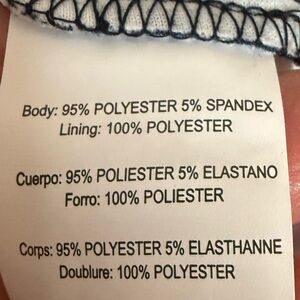 Body: 95% POLYESTER 5% SPANDEX
Lining: 100% POLYESTER
Cuerpo: 95% POLIESTER 5% ELASTANO
Forro: 100% POLIESTER
Corps: 95% POLYESTER 5% ELASTHANNE
Doublure: 100% POLYESTER